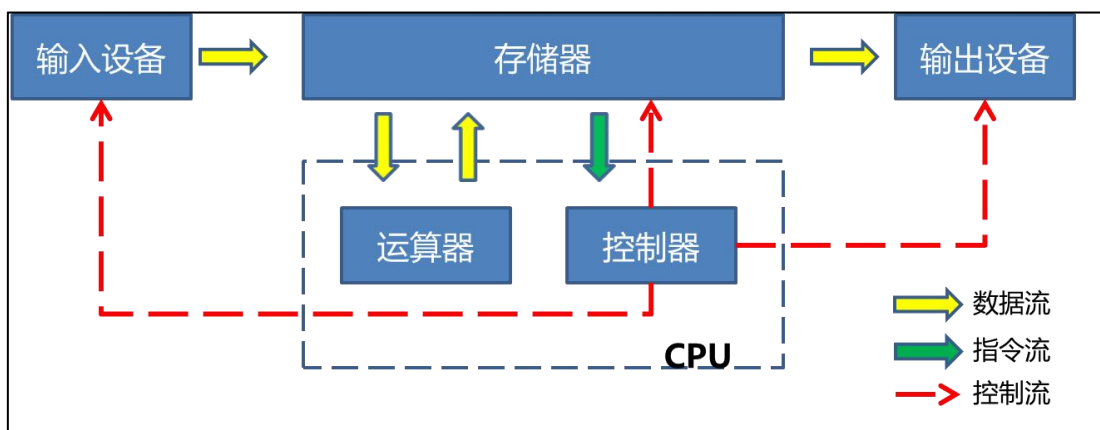 输入设备
存储器
输出设备
运算器
控制器
CPU
数据流
指令流
控制流